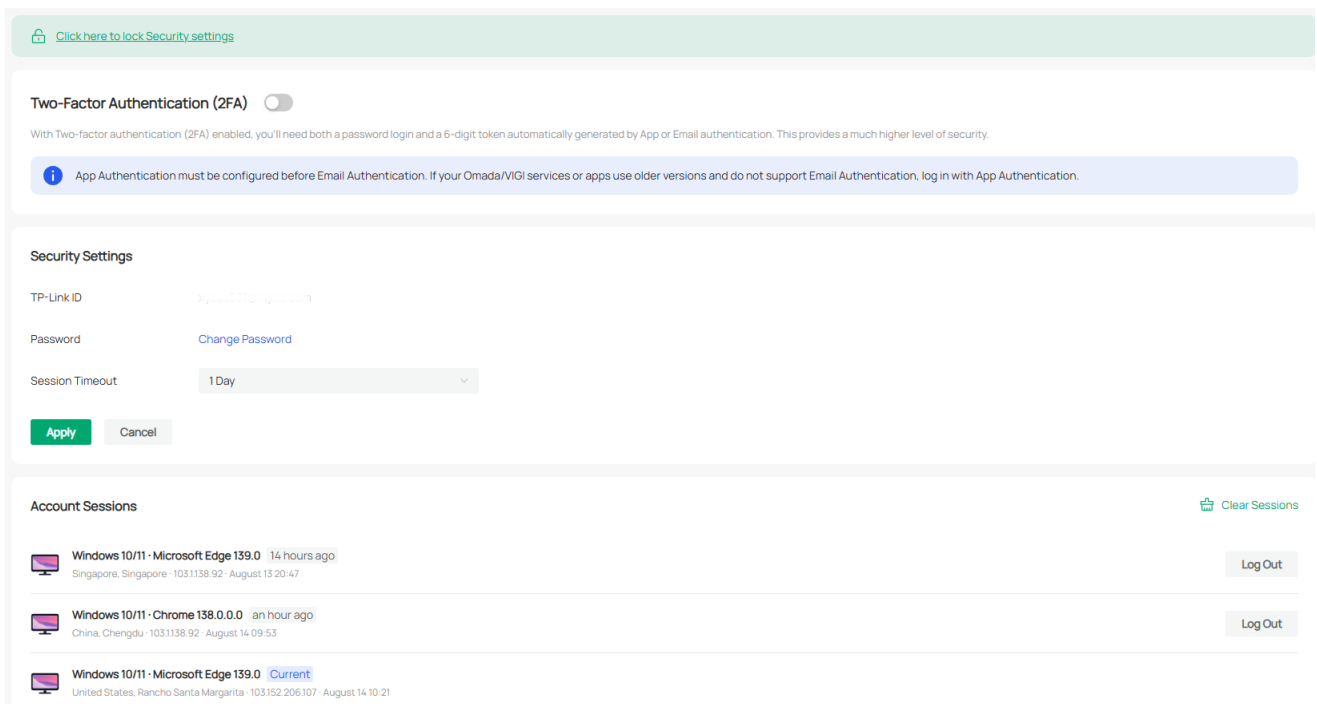 Click here to lock Security settings
Two-Factor Authentication (2FA)
With Two-factor authentication (2FA) enabled, you'll need both a password login and a 6-digit token automatically generated by App or Email authentication. This provides a much higher level of security.
App Authentication must be configured before Email Authentication. If your Omada/VIGI services or apps use older versions and do not support Email Authentication, log in with App Authentication.
Security Settings
TP-Link ID
Password Change Password
Session Timeout 1 Day
Apply Cancel
Account Sessions Clear Sessions
Windows 10/11 · Microsoft Edge 139.0 14 hours ago
Singapore, Singapore · 103.1.138.92 · August 13 20:47
Log Out
Windows 10/11 · Chrome 138.0.0.0 an hour ago
China, Chengdu · 103.1.138.92 · August 14 09:53
Log Out
Windows 10/11 · Microsoft Edge 139.0 Current
United States, Rancho Santa Margarita · 103.152.206.107 · August 14 10:21